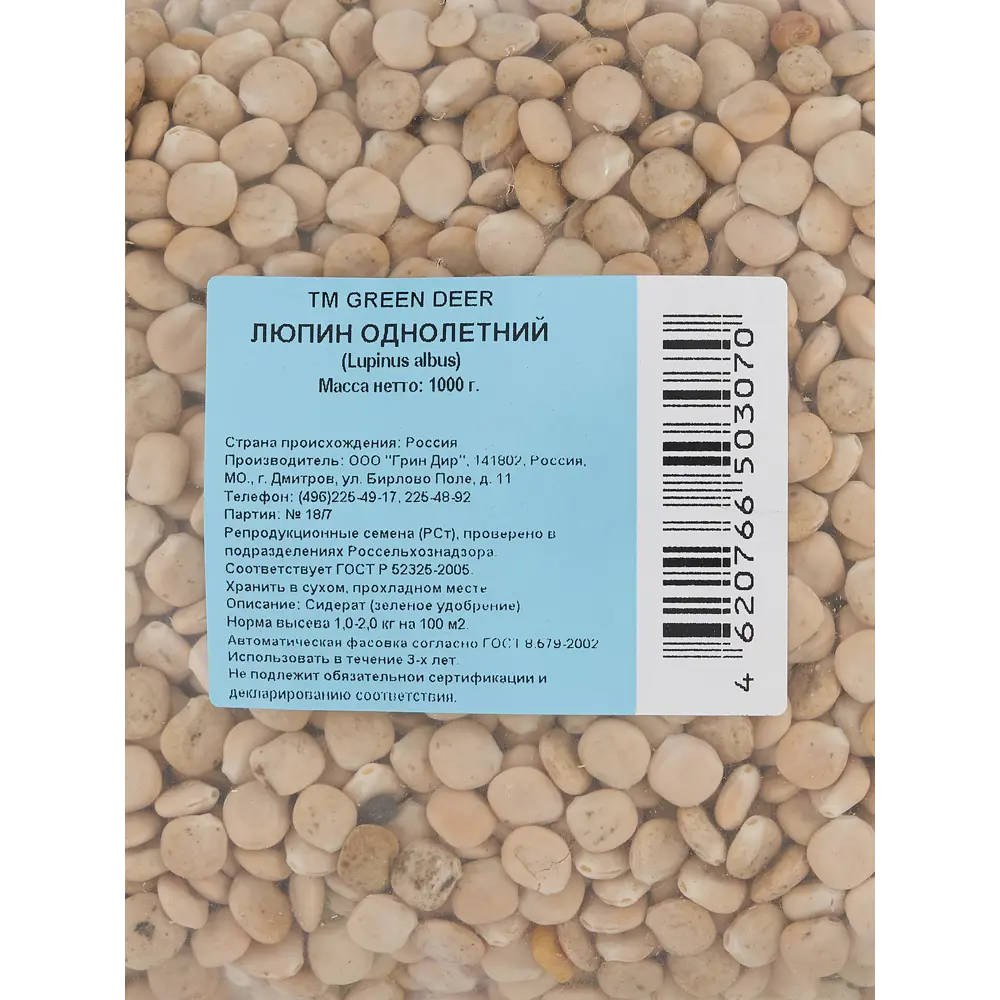 TM GREEN DEER
ЛЮПИН ОДНОЛЕТНИЙ
(Lupinus albus)
Масса нетто: 1000 г.
Страна происхождения: Россия
Производитель: ООО "Грин Дир", 141802, Россия,
МО., г. Дмитров, ул. Бирлово Поле, д. 11
Телефон: (496)225-49-17, 225-48-92
Партия: № 18/7
Репродукционные семена (РСт), проверено в
подразделениях Россельхознадзора.
Соответствует ГОСТ Р 52325-2005.
Хранить в сухом, прохладном месте
Описание: Сидерат (зеленое удобрение)
Норма высева 1,0-2,0 кг на 100 м2.
Автоматическая фасовка согласно ГОСТ 8.579-2002
Использовать в течение 3-х лет.
Не подлежит обязательной сертификации и
декларированию соответствия.
4 620766 503070